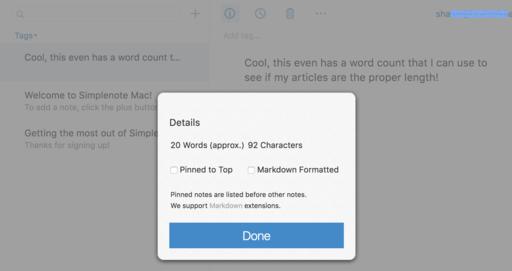 Tags
Add tag...
Cool, this even has a word count t...
Cool, this even has a word count that I can use to
see if my articles are the proper length!
Welcome to Simplenote Mac!
To add a note, click the plus button
Getting the most out of Simple
Thanks for signing up!
Details
20 Words (approx.) 92 Characters
Pinned to Top
Markdown Formatted
Pinned notes are listed before other notes.
We support Markdown extensions.
Done